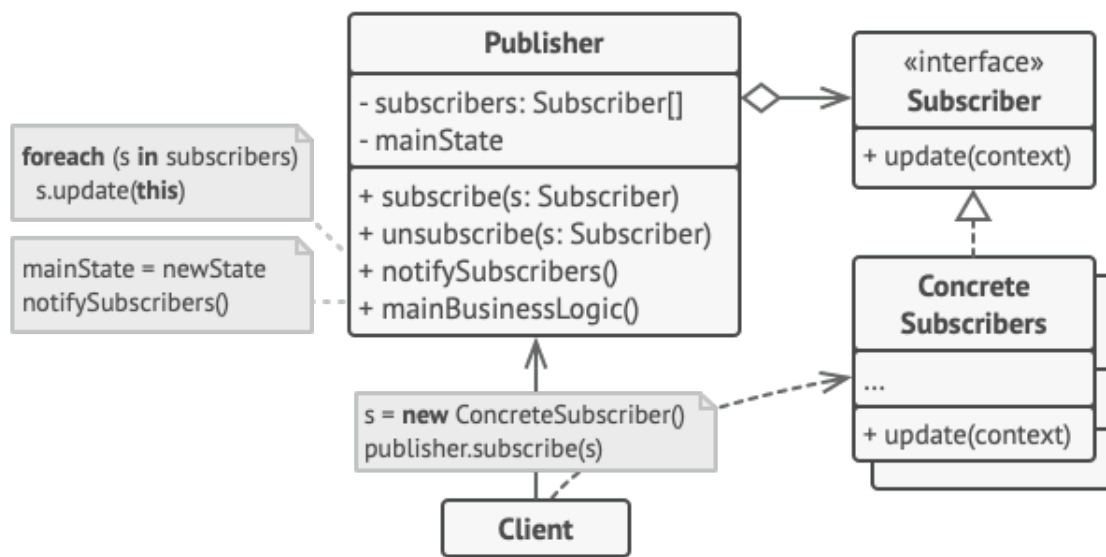 Publisher
- subscribers: Subscriber[]
- mainState
+ subscribe(s: Subscriber)
+ unsubscribe(s: Subscriber)
+ notifySubscribers()
+ mainBusinessLogic()
«interface»
Subscriber
+ update(context)
foreach (s in subscribers)
s.update(this)
mainState = newState
notifySubscribers()
Concrete
Subscribers
...
+ update(context)
s = new ConcreteSubscriber()
publisher.subscribe(s)
Client